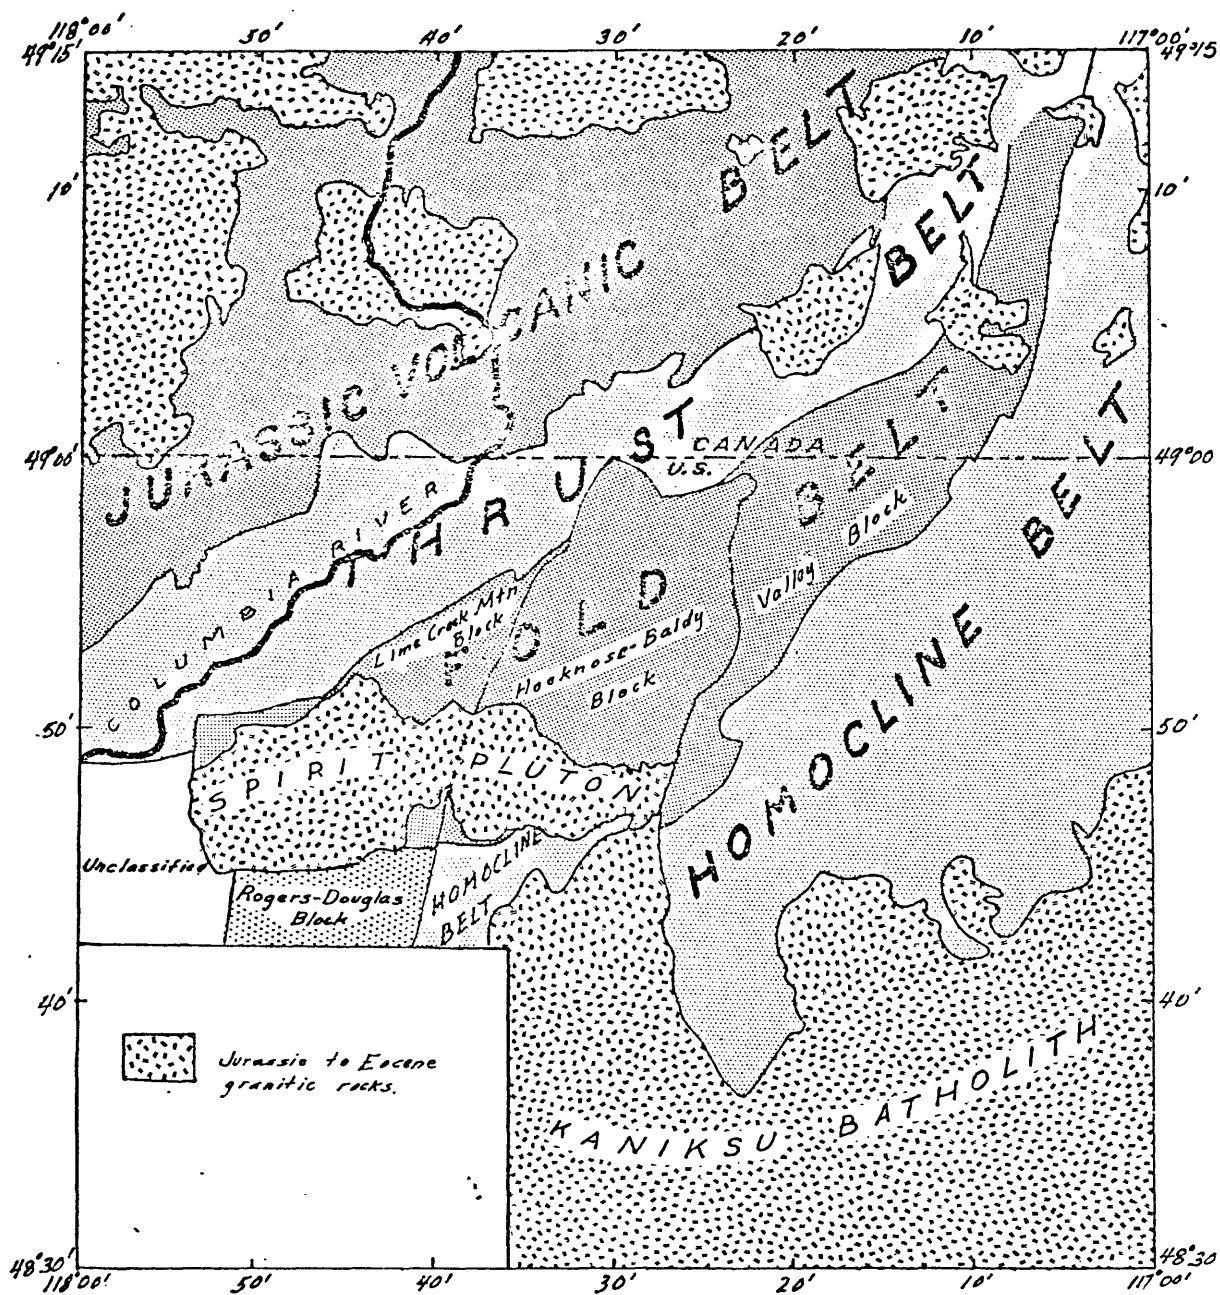 118°00' 50' 40' 30' 20' 10' 117°00'
49°15' 49°15
10' 10'
JURASSIC VOLCANIC BELT
THRUST BELT
CANADA
U.S.
49°00' 49°00
COLUMBIA RIVER
FOLD BELT
Valley Block
Lime Creek Mtn
Block
Hooknose-Baldy
Block
HOMOCLINE BELT
50' 50'
SPIRIT PLUTON
Unclassified
Rogers-Douglas
Block
HOMOCLINE
BELT
40' 40'
Jurassic to Eocene
granitic rocks.
KANIKSU BATHOLITH
48°30' 48°30
118°00' 50' 40' 30' 20' 10' 117°00'